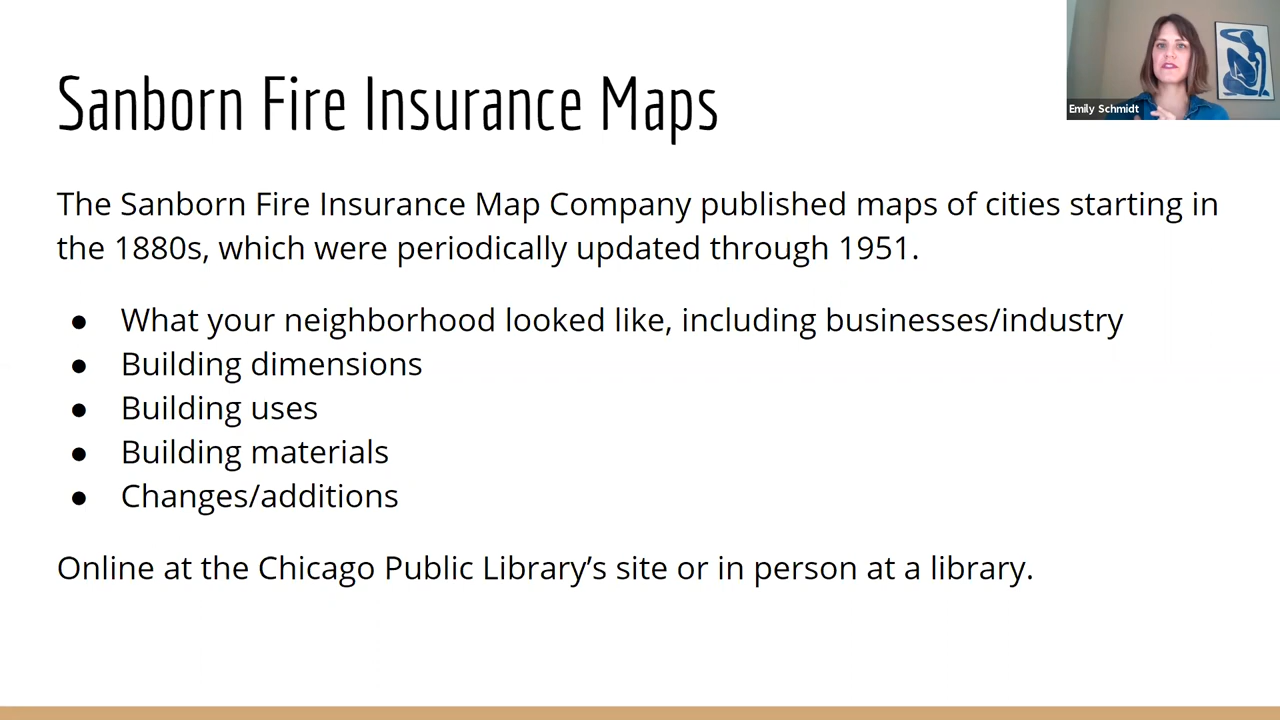 Sanborn Fire Insurance Maps
Emily Schmidt
The Sanborn Fire Insurance Map Company published maps of cities starting in
the 1880s, which were periodically updated through 1951.
● What your neighborhood looked like, including businesses/industry
● Building dimensions
● Building uses
● Building materials
● Changes/additions
Online at the Chicago Public Library’s site or in person at a library.